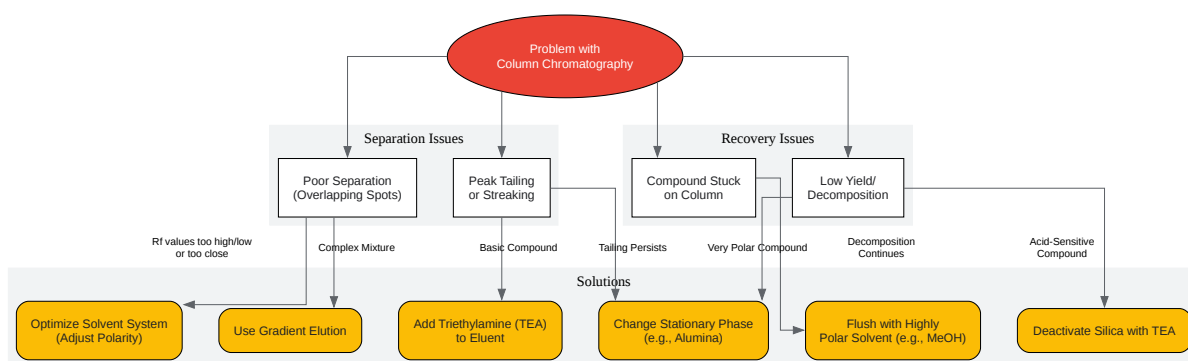 Problem with
Column Chromatography
Separation Issues
Recovery Issues
Poor Separation
(Overlapping Spots)
Peak Tailing
or Streaking
Compound Stuck
on Column
Low Yield/
Decomposition
Rf values too high/low
or too close
Complex Mixture
Basic Compound
Tailing Persists
Very Polar Compound
Decomposition
Continues
Acid-Sensitive
Compound
Solutions
Optimize Solvent System
(Adjust Polarity)
Use Gradient Elution
Add Triethylamine (TEA)
to Eluent
Change Stationary Phase
(e.g., Alumina)
Flush with Highly
Polar Solvent (e.g., MeOH)
Deactivate Silica with TEA